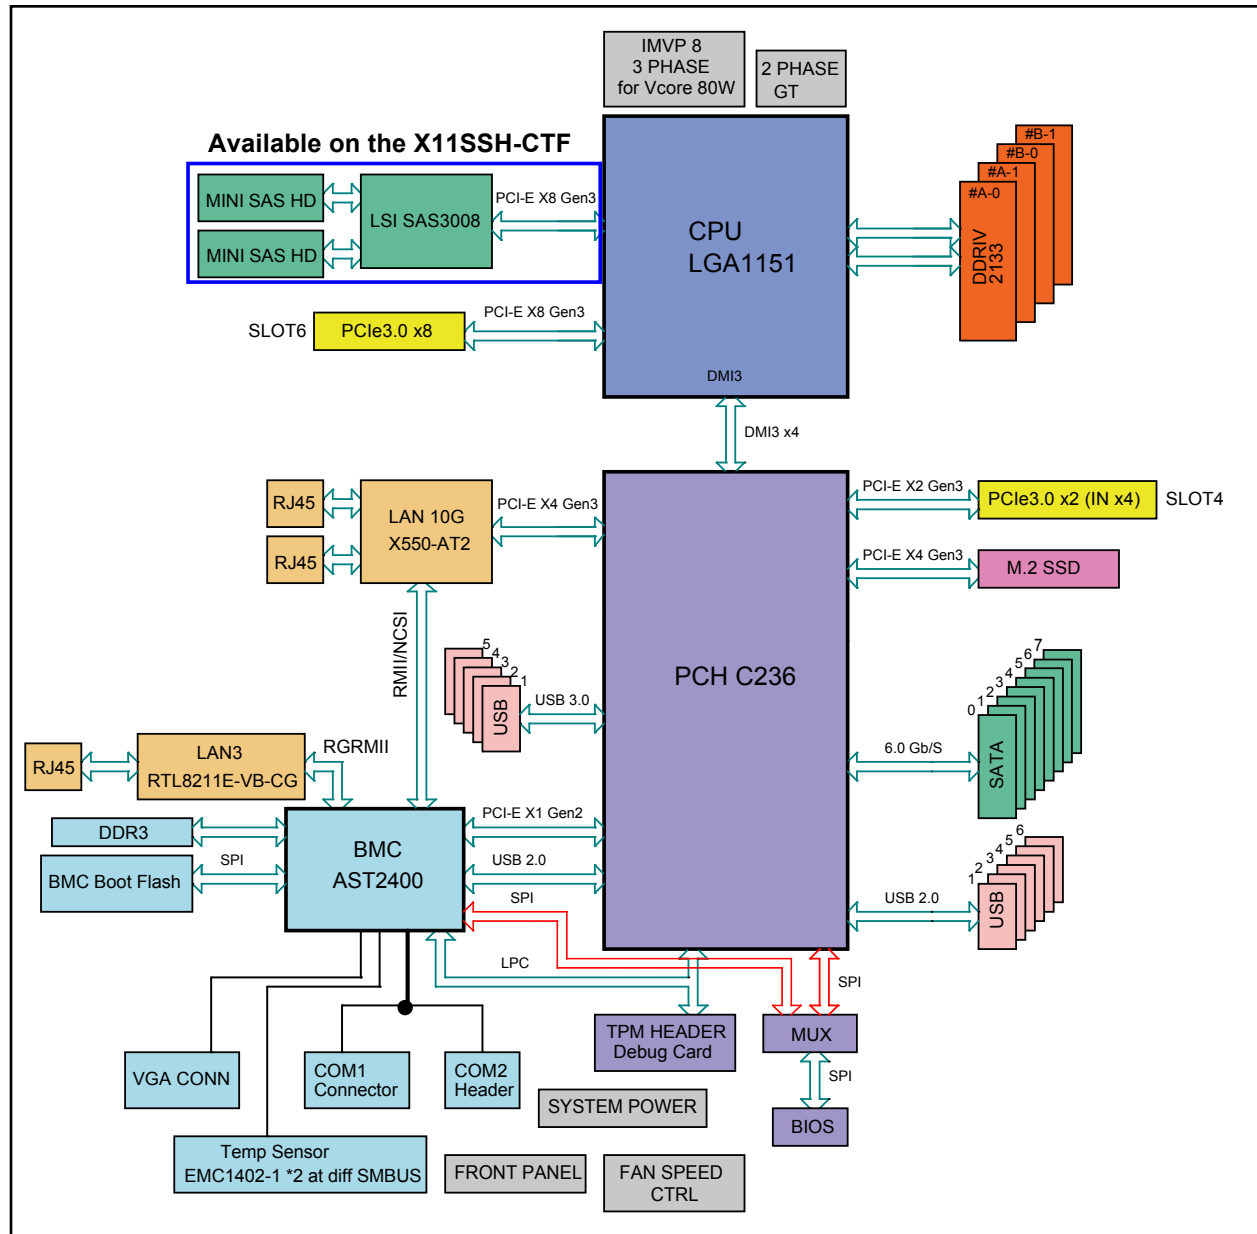 IMVP 8
3 PHASE
for Vcore 80W
2 PHASE
GT
Available on the X11SSH-CTF
MINI SAS HD
MINI SAS HD
LSI SAS3008
PCI-E X8 Gen3
CPU
LGA1151
#B-1
#B-0
#A-1
#A-0
DDRIV
2133
SLOT6
PCIe3.0 x8
PCI-E X8 Gen3
DMI3
DMI3 x4
RJ45
RJ45
LAN 10G
X550-AT2
PCI-E X4 Gen3
PCH C236
PCI-E X2 Gen3
PCIe3.0 x2 (IN x4)
SLOT4
PCI-E X4 Gen3
M.2 SSD
RMII/NCSI
5
4
3
2
1
USB
USB 3.0
7
6
5
4
3
2
1
0
SATA
6.0 Gb/S
RJ45
LAN3
RTL8211E-VB-CG
RGRMII
DDR3
BMC Boot Flash
SPI
BMC
AST2400
PCI-E X1 Gen2
USB 2.0
SPI
LPC
6
5
4
3
2
1
USB
USB 2.0
SPI
VGA CONN
COM1
Connector
COM2
Header
TPM HEADER
Debug Card
MUX
SPI
BIOS
SYSTEM POWER
Temp Sensor
EMC1402-1 *2 at diff SMBUS
FRONT PANEL
FAN SPEED
CTRL